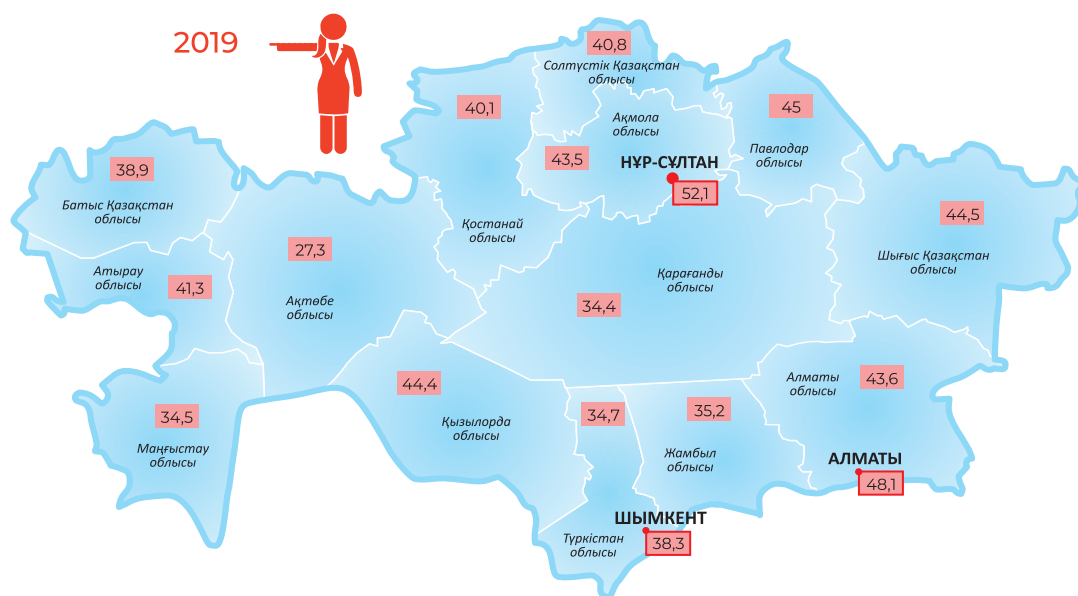 2019
40,8
Солтүстік Қазақстан
облысы
40,1
45
Ақмола
облысы
43,5
Павлодар
облысы
НҰР-СҰЛТАН
52,1
38,9
Батыс Қазақстан
облысы
44,5
Шығыс Қазақстан
облысы
Қостанай
облысы
27,3
Ақтөбе
облысы
Атырау
облысы
41,3
Қарағанды
облысы
34,4
Алматы
облысы
43,6
44,4
Қызылорда
облысы
34,5
Маңғыстау
облысы
34,7
35,2
Жамбыл
облысы
АЛМАТЫ
48,1
ШЫМКЕНТ
38,3
Түркістан
облысы